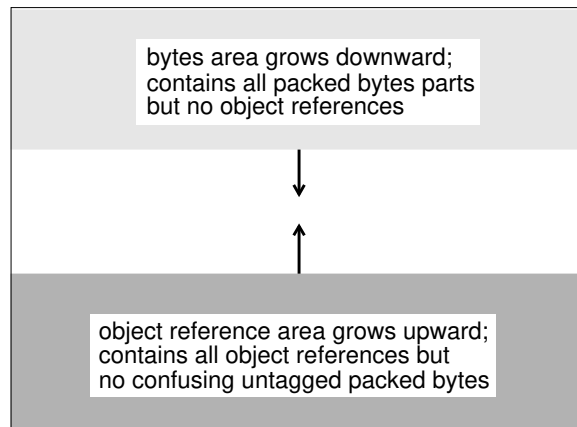 bytes area grows downward;
contains all packed bytes parts
but no object references
object reference area grows upward;
contains all object references but
no confusing untagged packed bytes